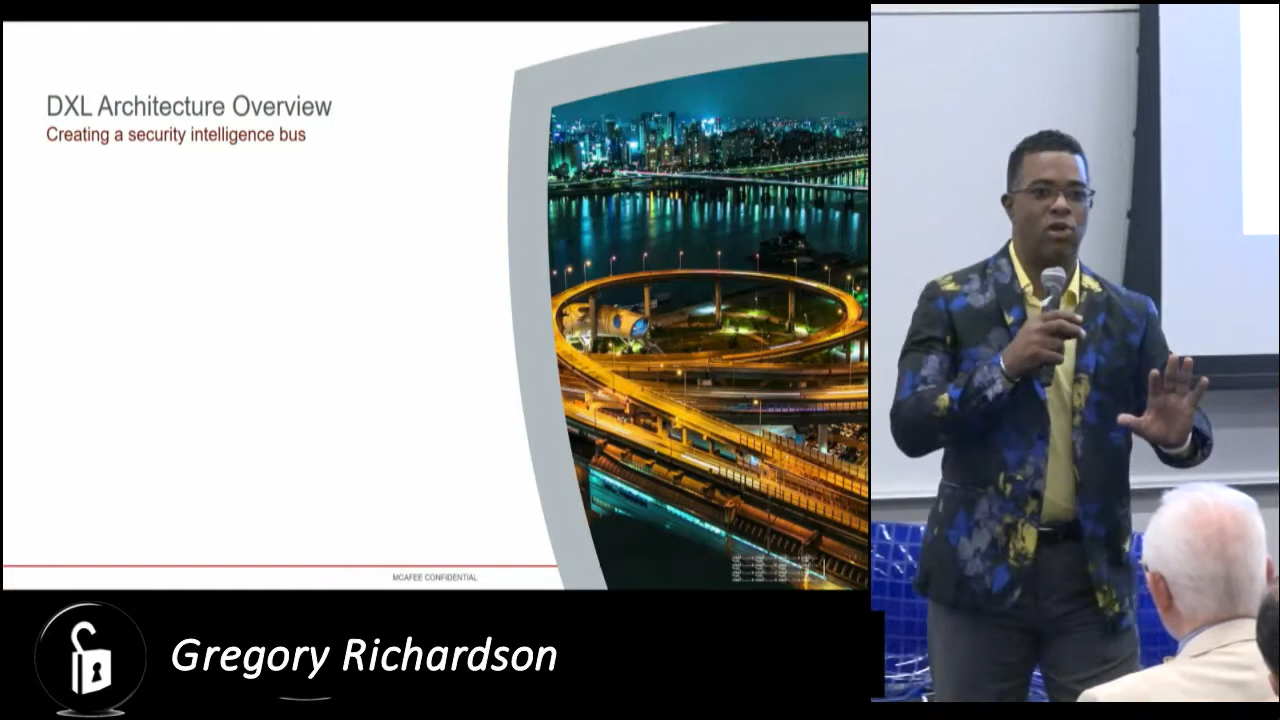 DXL Architecture Overview
Creating a security intelligence bus
MCAFEE CONFIDENTIAL
Gregory Richardson